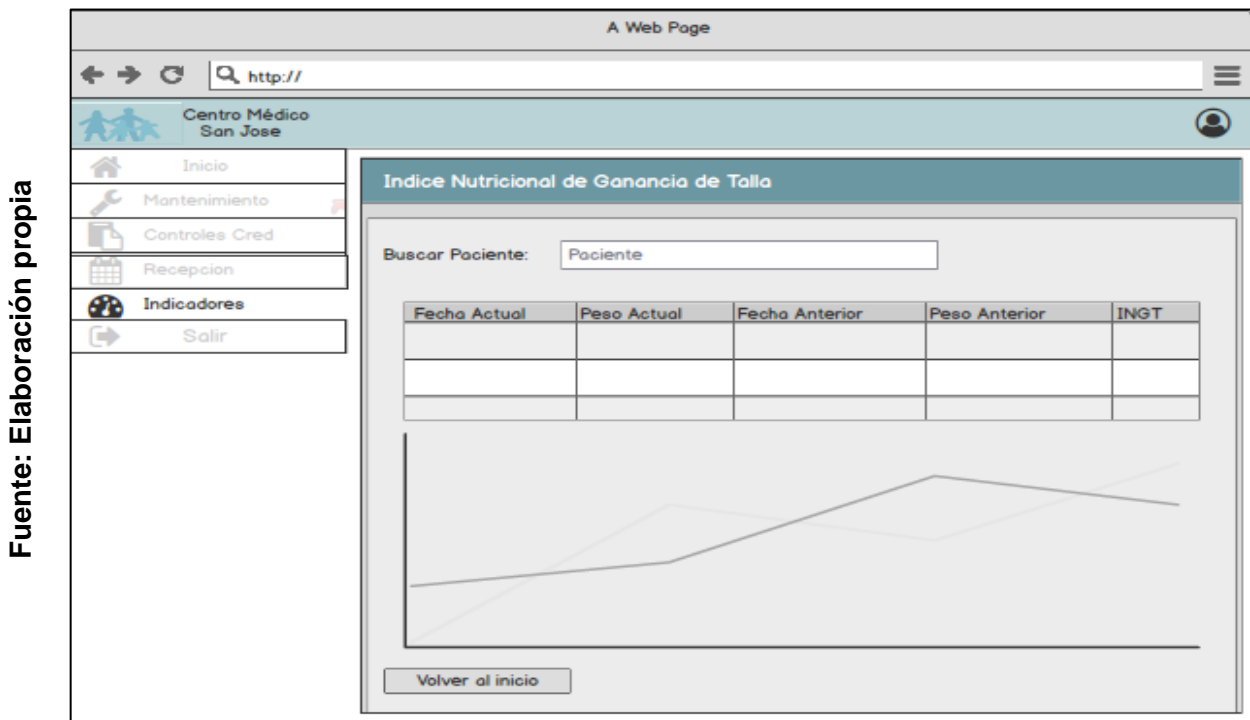 A Web Page
http://
Centro Médico
San Jose
Inicio
Mantenimiento
Controles Cred
Recepcion
Indicadores
Salir
Indice Nutricional de Ganancia de Talla
Buscar Paciente: Paciente
Fecha Actual Peso Actual Fecha Anterior Peso Anterior INGT
Volver al inicio
Fuente: Elaboración propia